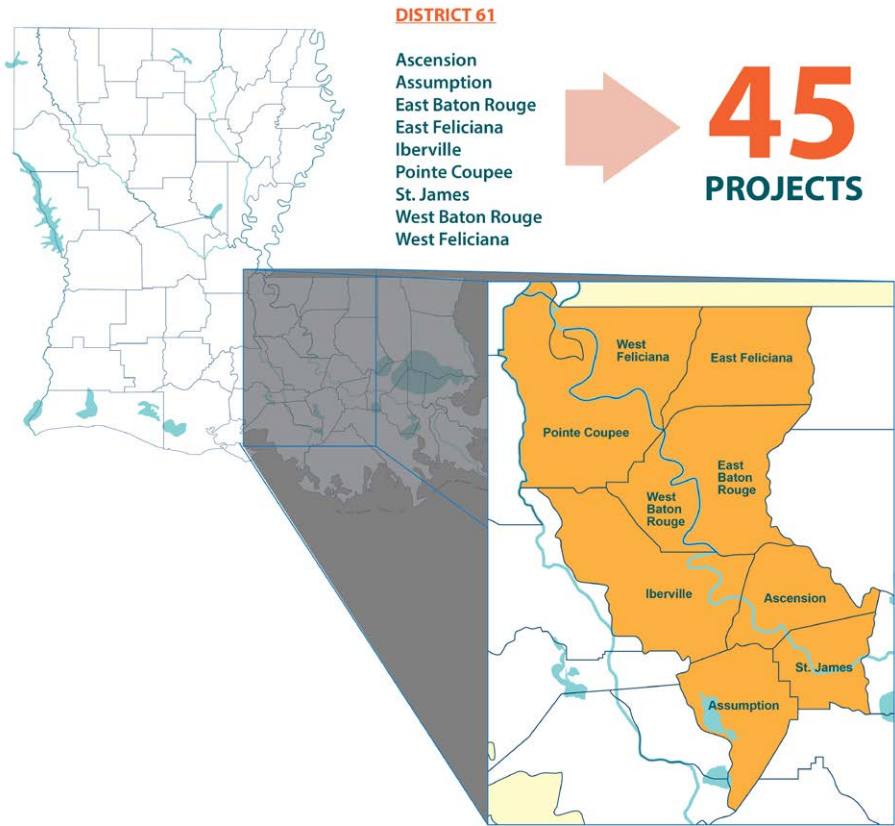 DISTRICT 61
Ascension
Assumption
East Baton Rouge
East Feliciana
Iberville
Pointe Coupee
St. James
West Baton Rouge
West Feliciana
45
PROJECTS
West
Feliciana
East Feliciana
Pointe Coupee
East
Baton
Rouge
West
Baton
Rouge
Iberville
Ascension
St. James
Assumption